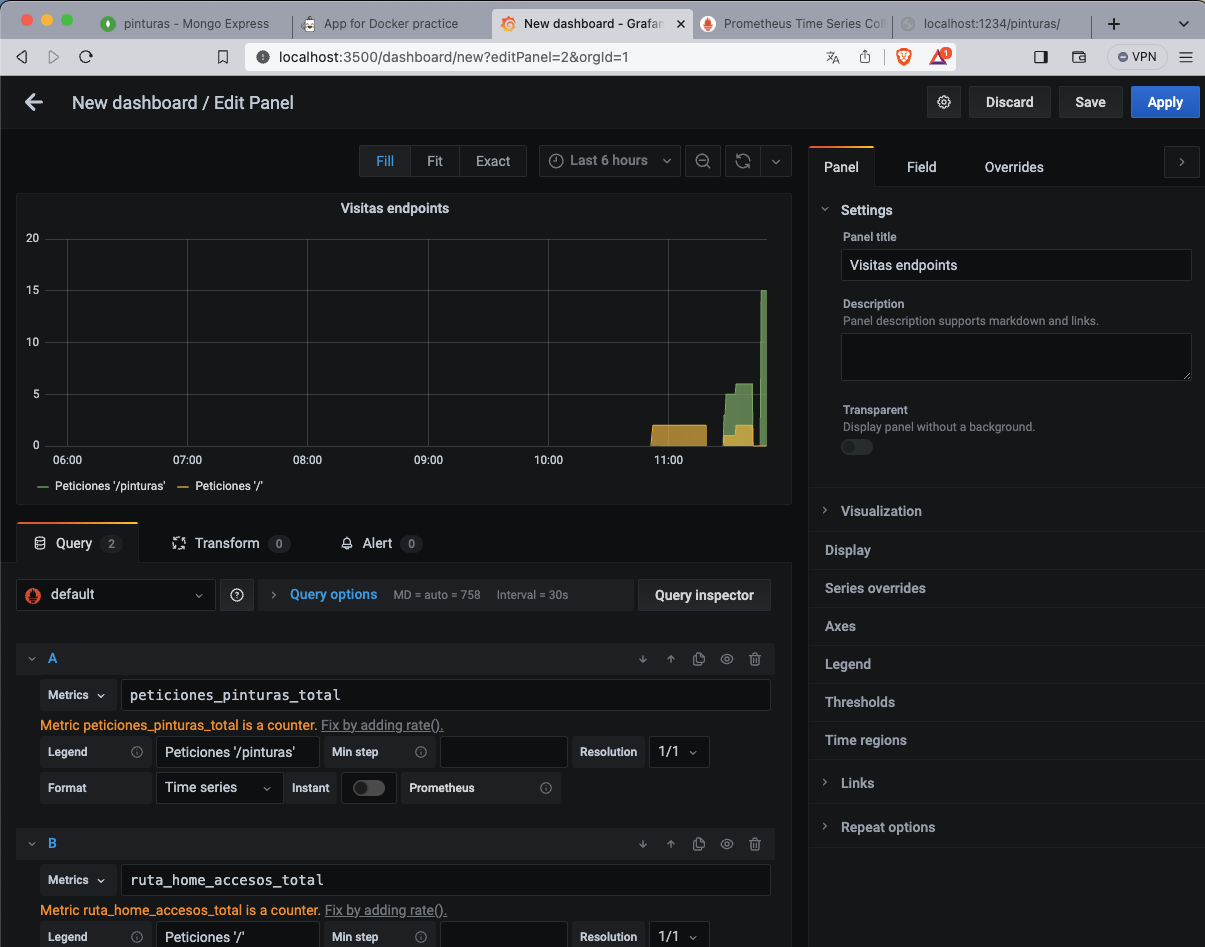 pinturas - Mongo Express
App for Docker practice
New dashboard - Grafan
Prometheus Time Series Coll
localhost:1234/pinturas/
localhost:3500/dashboard/new?editPanel=2&orgId=1
1
VPN
New dashboard / Edit Panel
Discard
Save
Apply
Fill
Fit
Exact
Last 6 hours
Visitas endpoints
20
15
10
5
0
06:00
07:00
08:00
09:00
10:00
11:00
Peticiones '/pinturas'
Peticiones '/'
Query 2
Transform 0
Alert 0
default
Query options
MD = auto = 758
Interval = 30s
Query inspector
A
Metrics
peticiones_pinturas_total
Metric peticiones_pinturas_total is a counter. Fix by adding rate().
Legend
Peticiones '/pinturas'
Min step
Resolution
1/1
Format
Time series
Instant
Prometheus
B
Metrics
ruta_home_accesos_total
Metric ruta_home_accesos_total is a counter. Fix by adding rate().
Legend
Peticiones '/'
Min step
Resolution
1/1
Panel
Field
Overrides
Settings
Panel title
Visitas endpoints
Description
Panel description supports markdown and links.
Transparent
Display panel without a background.
Visualization
Display
Series overrides
Axes
Legend
Thresholds
Time regions
Links
Repeat options